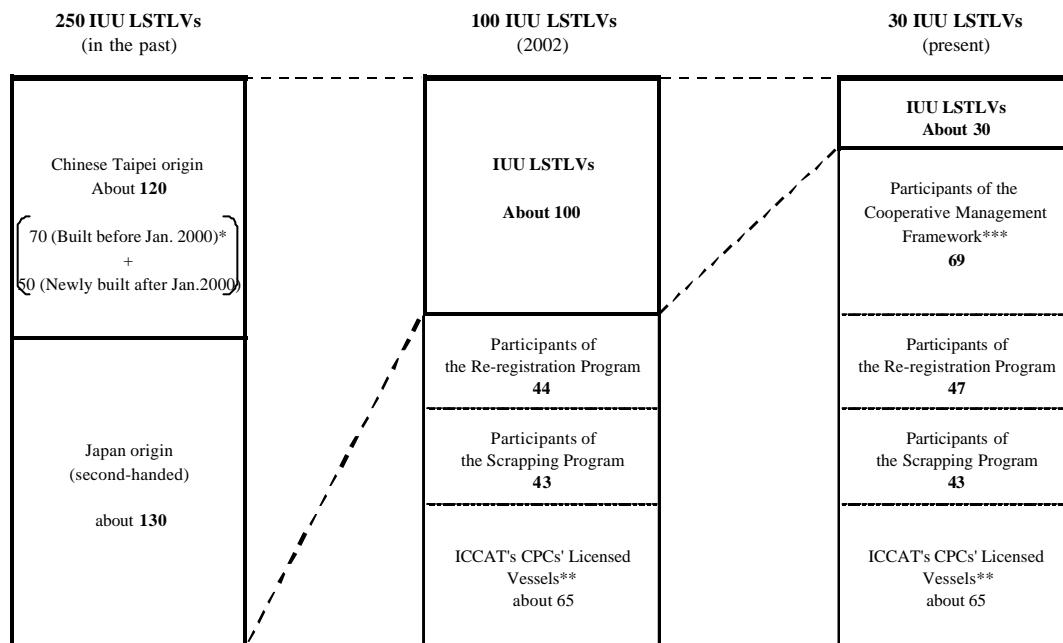 250 IUU LSTLVs
(in the past)
Chinese Taipei origin
About 120
70 (Built before Jan. 2000)*
+
50 (Newly built after Jan.2000)
Japan origin
(second-handed)
about 130
100 IUU LSTLVs
(2002)
IUU LSTLVs
About 100
Participants of
the Re-registration Program
44
Participants of
the Scrapping Program
43
ICCAT's CPCs' Licensed
Vessels**
about 65
30 IUU LSTLVs
(present)
IUU LSTLVs
About 30
Participants of the
Cooperative Management
Framework***
69
Participants of
the Re-registration Program
47
Participants of
the Scrapping Program
43
ICCAT's CPCs' Licensed
Vessels**
about 65